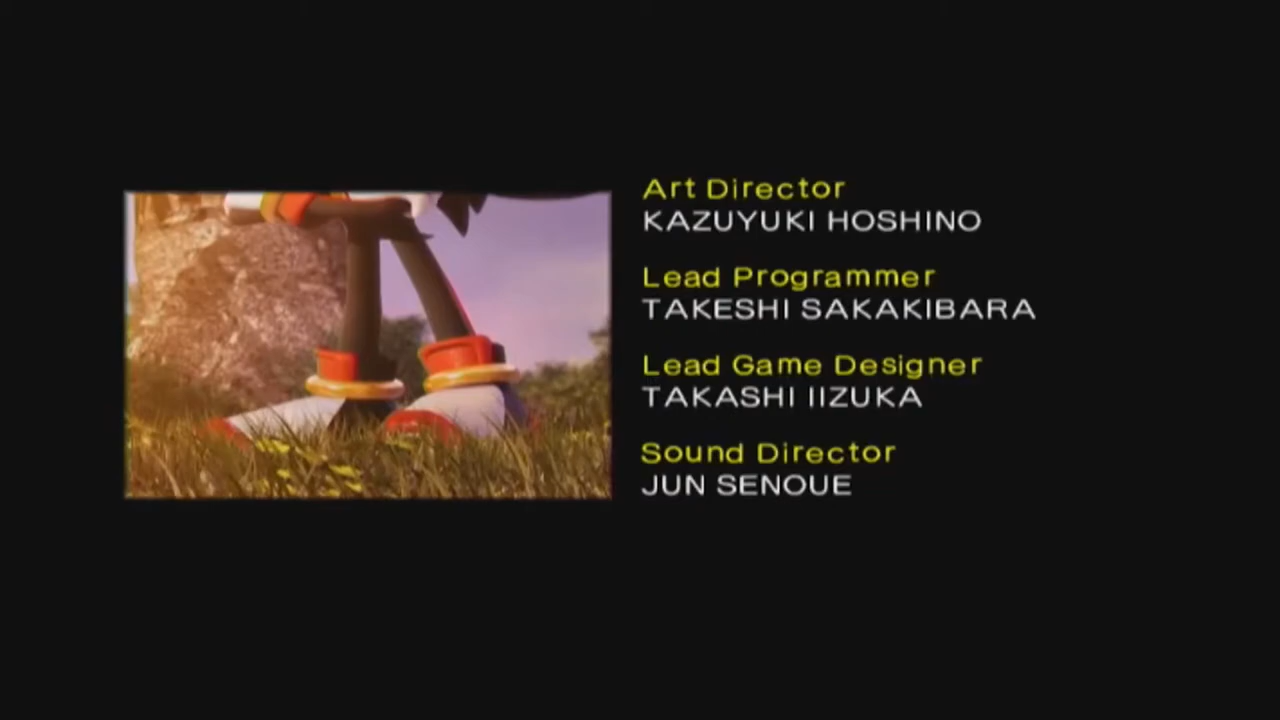 Art Director
KAZUYUKI HOSHINO
Lead Programmer
TAKESHI SAKAKIBARA
Lead Game Designer
TAKASHI IIZUKA
Sound Director
JUN SENOUE